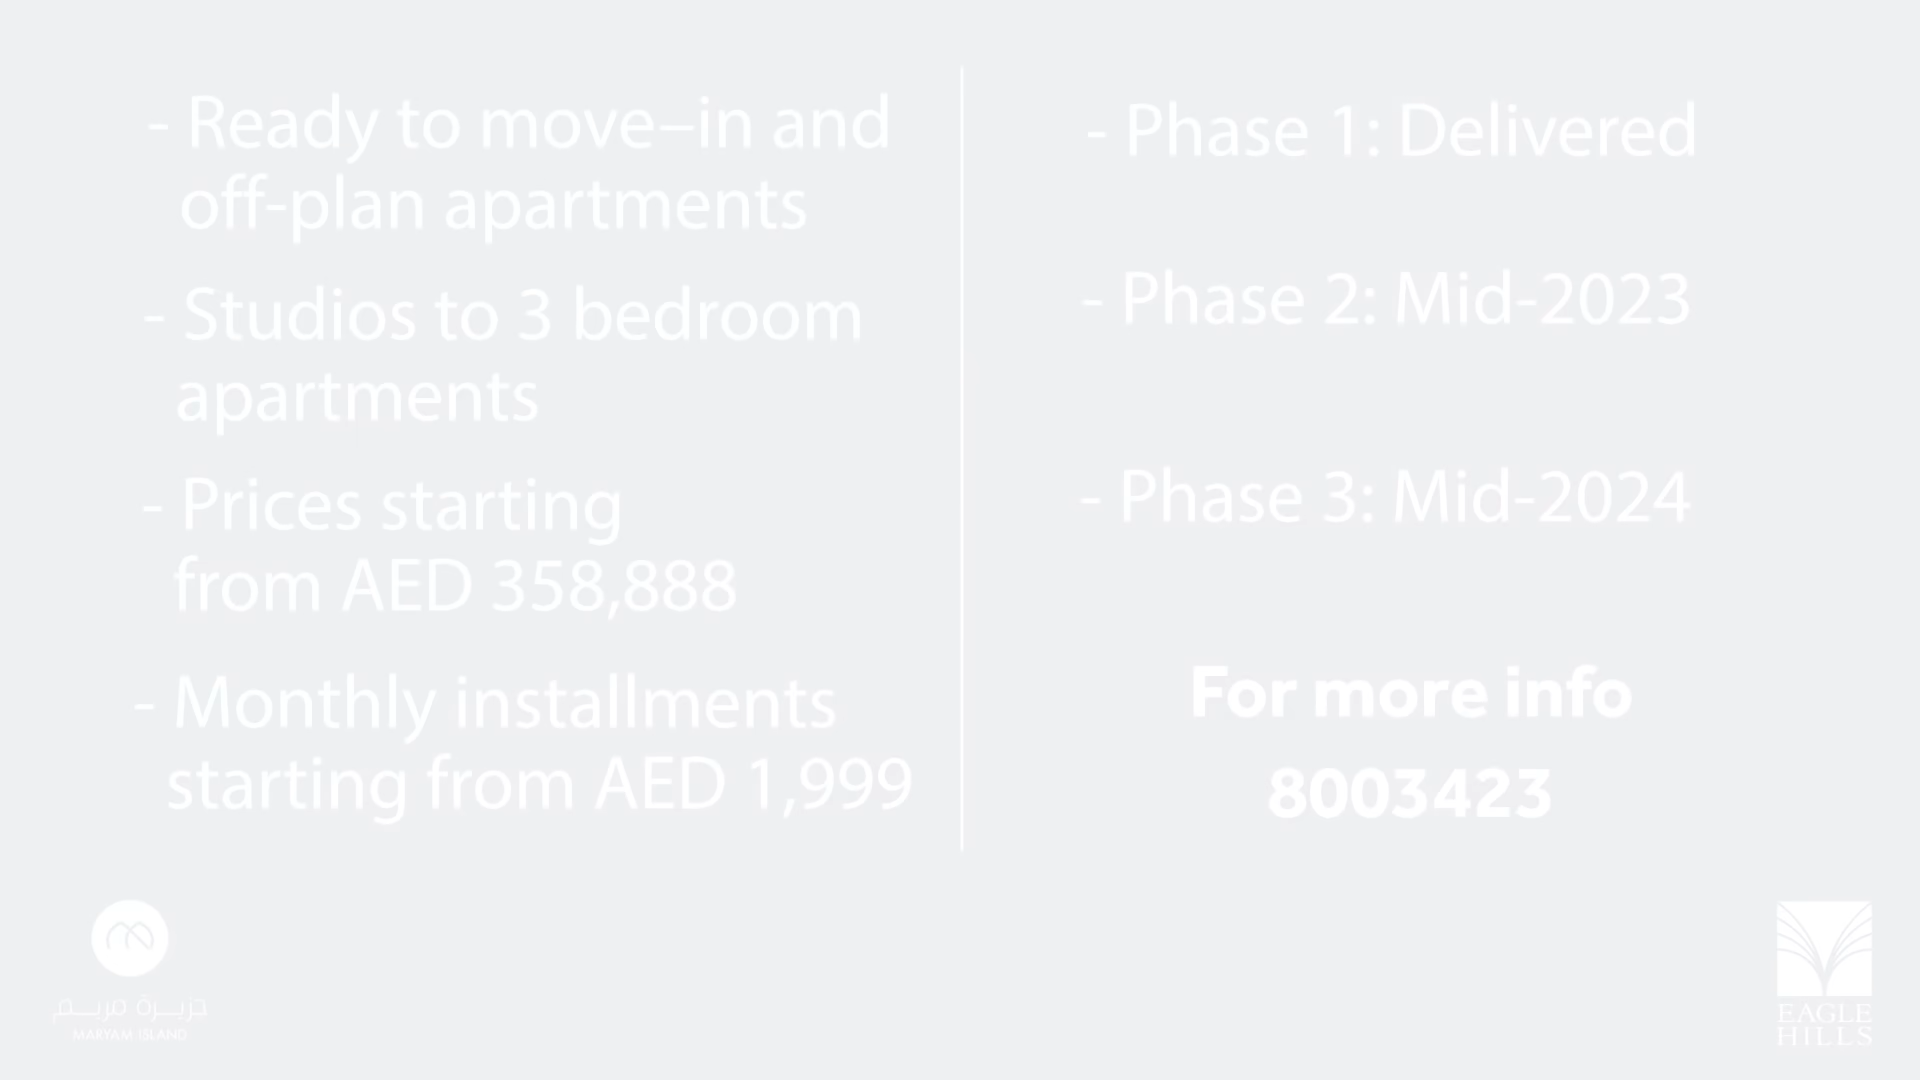 - Ready to move–in and
off-plan apartments
- Studios to 3 bedroom
apartments
- Prices starting
from AED 358,888
- Monthly installments
starting from AED 1,999
- Phase 1: Delivered
- Phase 2: Mid-2023
- Phase 3: Mid-2024
For more info
8003423
جزيرة مريم
MARYAM ISLAND
EAGLE
HILLS